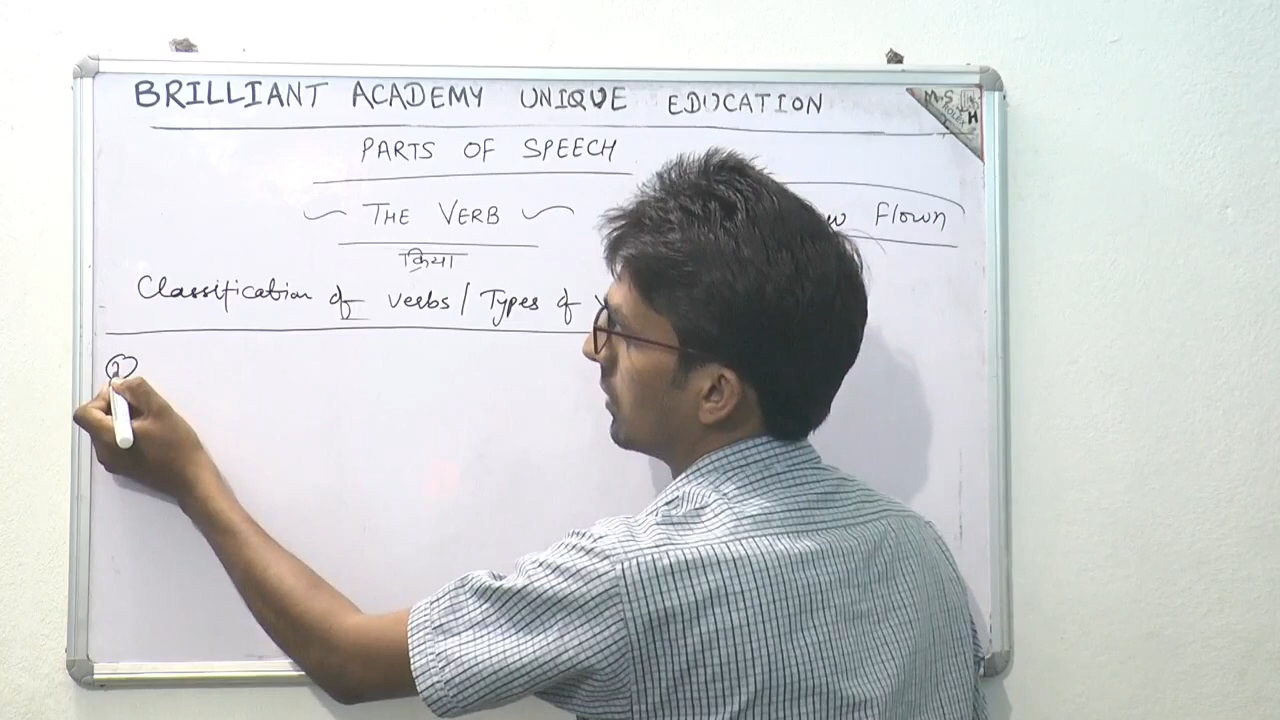 BRILLIANT ACADEMY UNIQUE EDUCATION
M-S
H
PARTS OF SPEECH
THE VERB
Flown
क्रिया
Classification of verbs / Types of